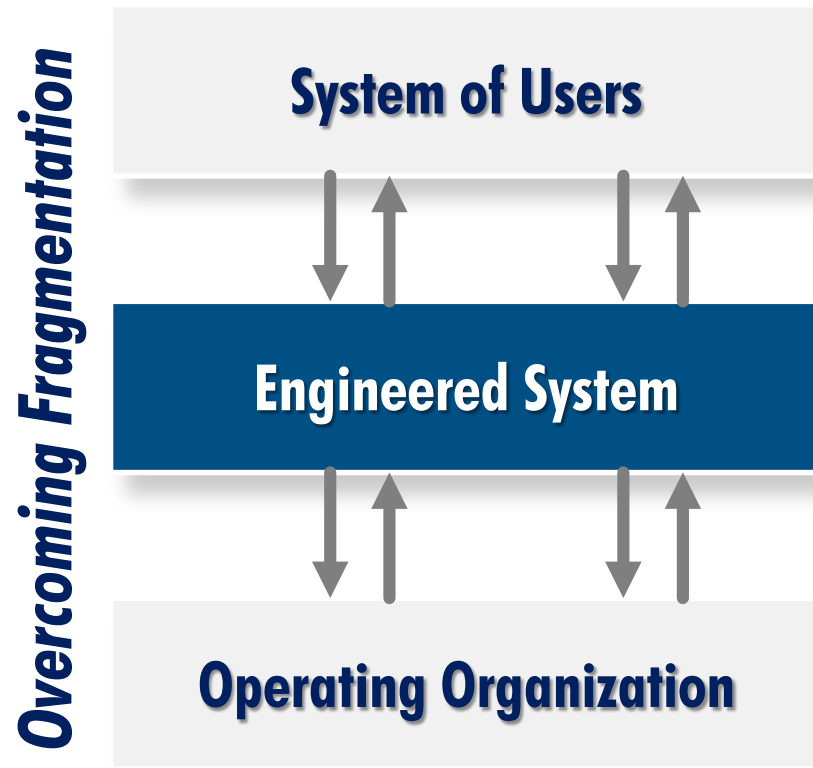 Overcoming Fragmentation
System of Users
Engineered System
Operating Organization